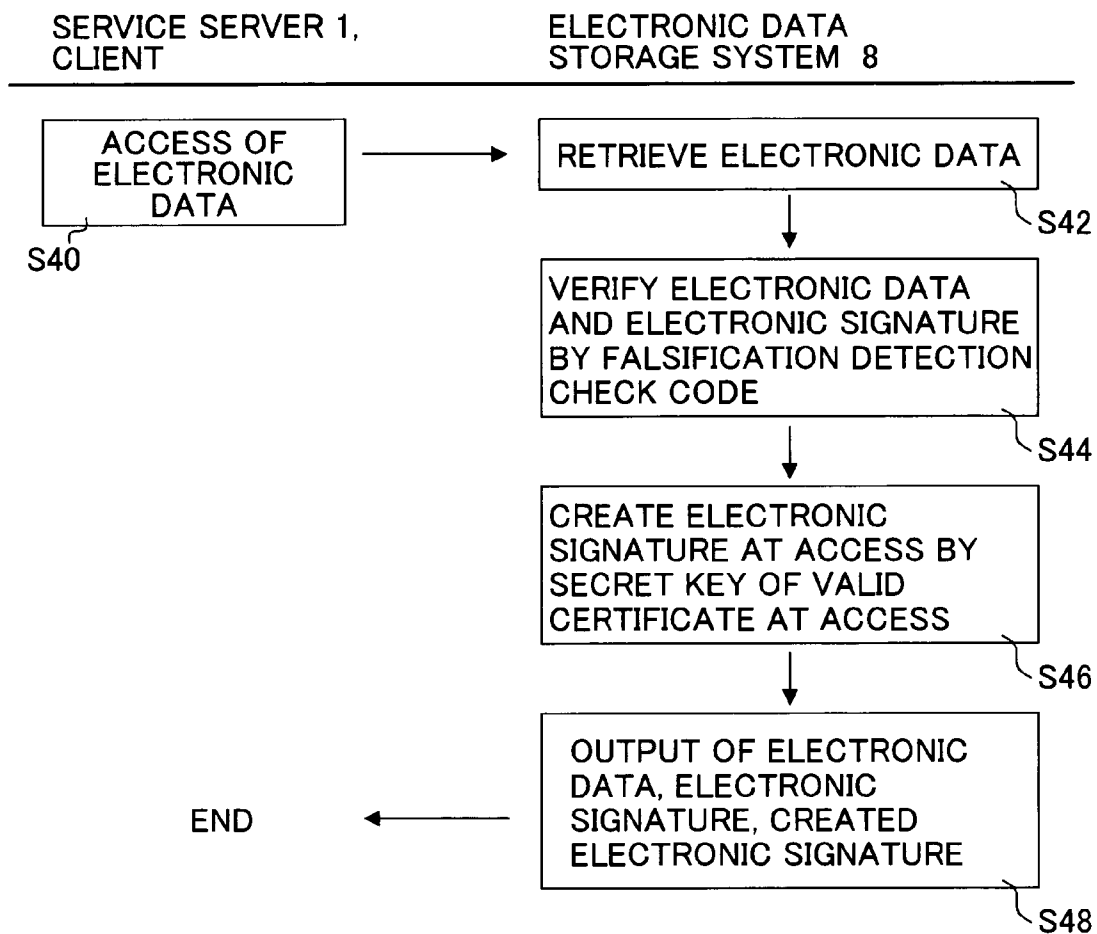 SERVICE SERVER 1,
CLIENT
ELECTRONIC DATA
STORAGE SYSTEM 8
ACCESS OF
ELECTRONIC
DATA
S40
RETRIEVE ELECTRONIC DATA
S42
VERIFY ELECTRONIC DATA
AND ELECTRONIC SIGNATURE
BY FALSIFICATION DETECTION
CHECK CODE
S44
CREATE ELECTRONIC
SIGNATURE AT ACCESS BY
SECRET KEY OF VALID
CERTIFICATE AT ACCESS
S46
OUTPUT OF ELECTRONIC
DATA, ELECTRONIC
SIGNATURE, CREATED
ELECTRONIC SIGNATURE
S48
END